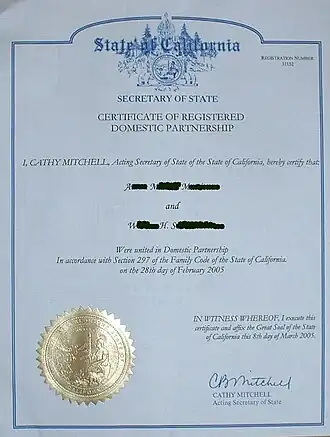 State of California
REGISTRATION NUMBER
SECRETARY OF STATE
CERTIFICATE OF REGISTERED
DOMESTIC PARTNERSHIP
I, CATHY MITCHELL, Acting Secretary of State of the State of California, hereby certify that:
A
and
W H. S
Were united in Domestic Partnership
In accordance with Section 297 of the Family Code of the State of California.
on the 28th day of February 2005
IN WITNESS WHEREOF, I execute this
certificate and affix the Great Seal of the State
of California this 8th day of March 2005.
CB Mitchell
CATHY MITCHELL
Acting Secretary of State